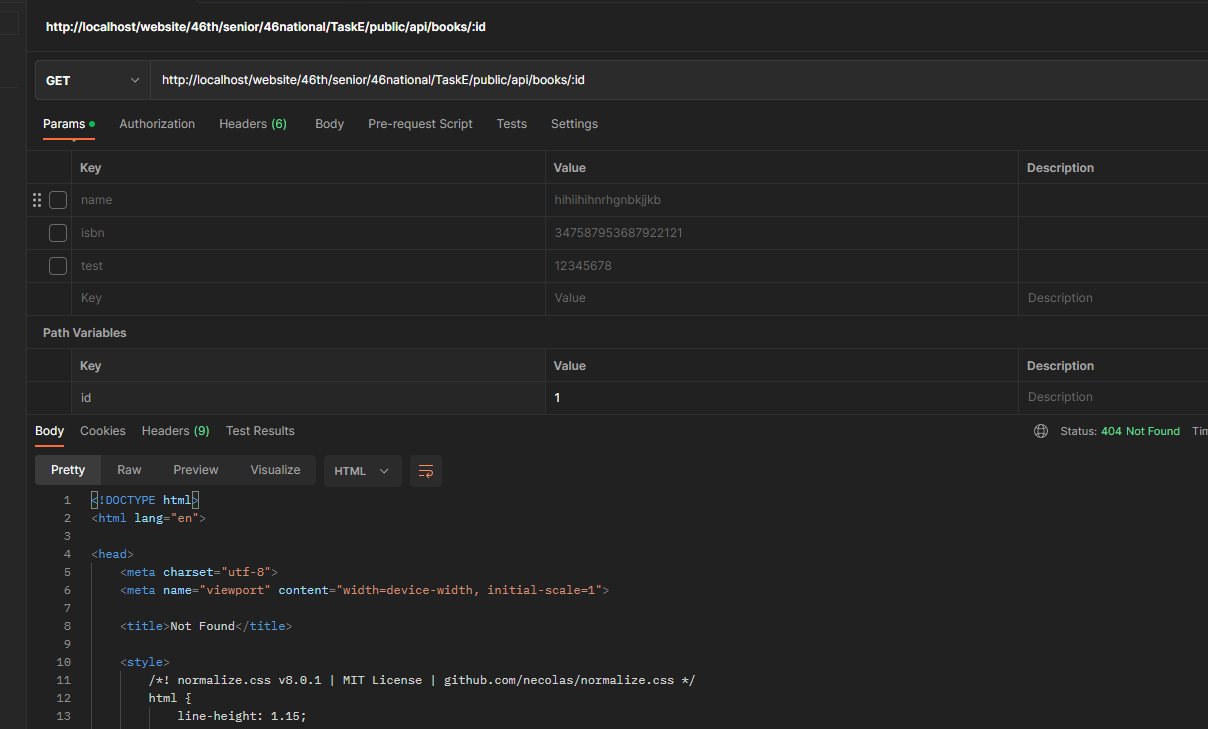 http://localhost/website/46th/senior/46national/TaskE/public/api/books/:id
GET http://localhost/website/46th/senior/46national/TaskE/public/api/books/:id
Params Authorization Headers (6) Body Pre-request Script Tests Settings
Key Value Description
name hihiihihnrhgnbkjjkb
isbn 347587953687922121
test 12345678
Key Value Description
Path Variables
Key Value Description
id 1 Description
Body Cookies Headers (9) Test Results Status: 404 Not Found
Pretty Raw Preview Visualize HTML
1 <!DOCTYPE html>
2 <html lang="en">
3
4 <head>
5 <meta charset="utf-8">
6 <meta name="viewport" content="width=device-width, initial-scale=1">
7
8 <title>Not Found</title>
9
10 <style>
11 /*! normalize.css v8.0.1 | MIT License | github.com/necolas/normalize.css */
12 html {
13 line-height: 1.15;